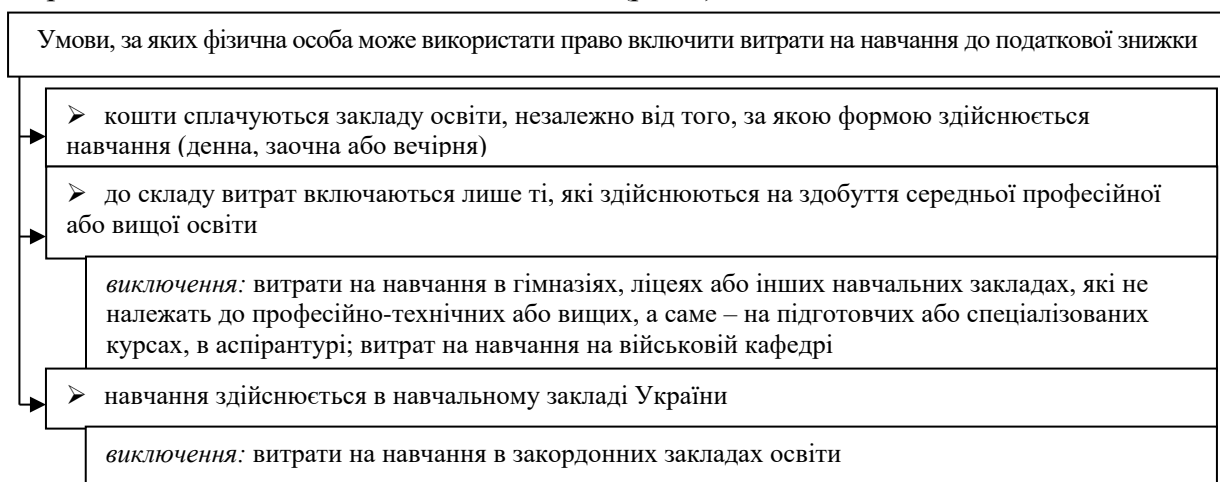 Умови, за яких фізична особа може використати право включити витрати на навчання до податкової знижки
➢ кошти сплачуються закладу освіти, незалежно від того, за якою формою здійснюється
навчання (денна, заочна або вечірня)
➢ до складу витрат включаються лише ті, які здійснюються на здобуття середньої професійної
або вищої освіти
виключення: витрати на навчання в гімназіях, ліцеях або інших навчальних закладах, які не
належать до професійно-технічних або вищих, а саме – на підготовчих або спеціалізованих
курсах, в аспірантурі; витрат на навчання на військовій кафедрі
➢ навчання здійснюється в навчальному закладі України
виключення: витрати на навчання в закордонних закладах освіти